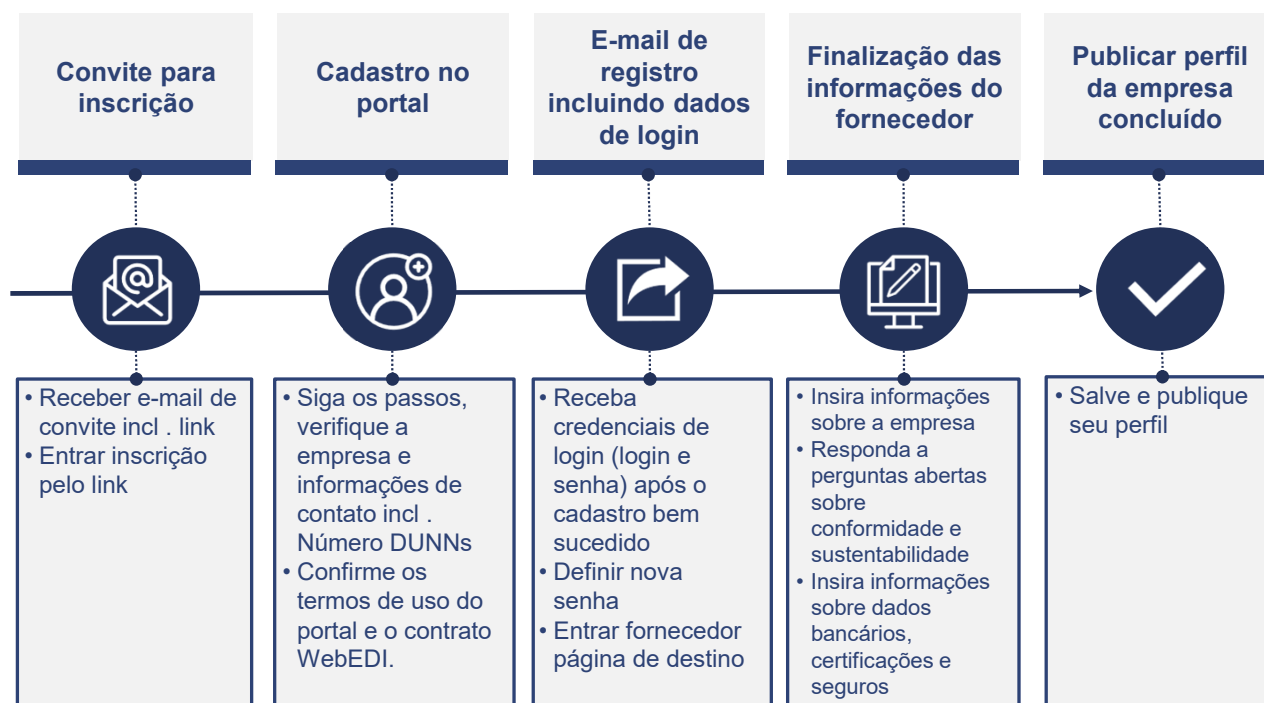 Convite para
inscrição
Cadastro no
portal
E-mail de
registro
incluindo dados
de login
Finalização das
informações do
fornecedor
Publicar perfil
da empresa
concluído
• Receber e-mail de
convite incl . link
• Entrar inscrição
pelo link
• Siga os passos,
verifique a
empresa e
informações de
contato incl .
Número DUNNs
• Confirme os
termos de uso do
portal e o contrato
WebEDI.
• Receba
credenciais de
login (login e
senha) após o
cadastro bem
sucedido
• Definir nova
senha
• Entrar fornecedor
página de destino
• Insira informações
sobre a empresa
• Responda a
perguntas abertas
sobre
conformidade e
sustentabilidade
• Insira informações
sobre dados
bancários,
certificações e
seguros
• Salve e publique
seu perfil